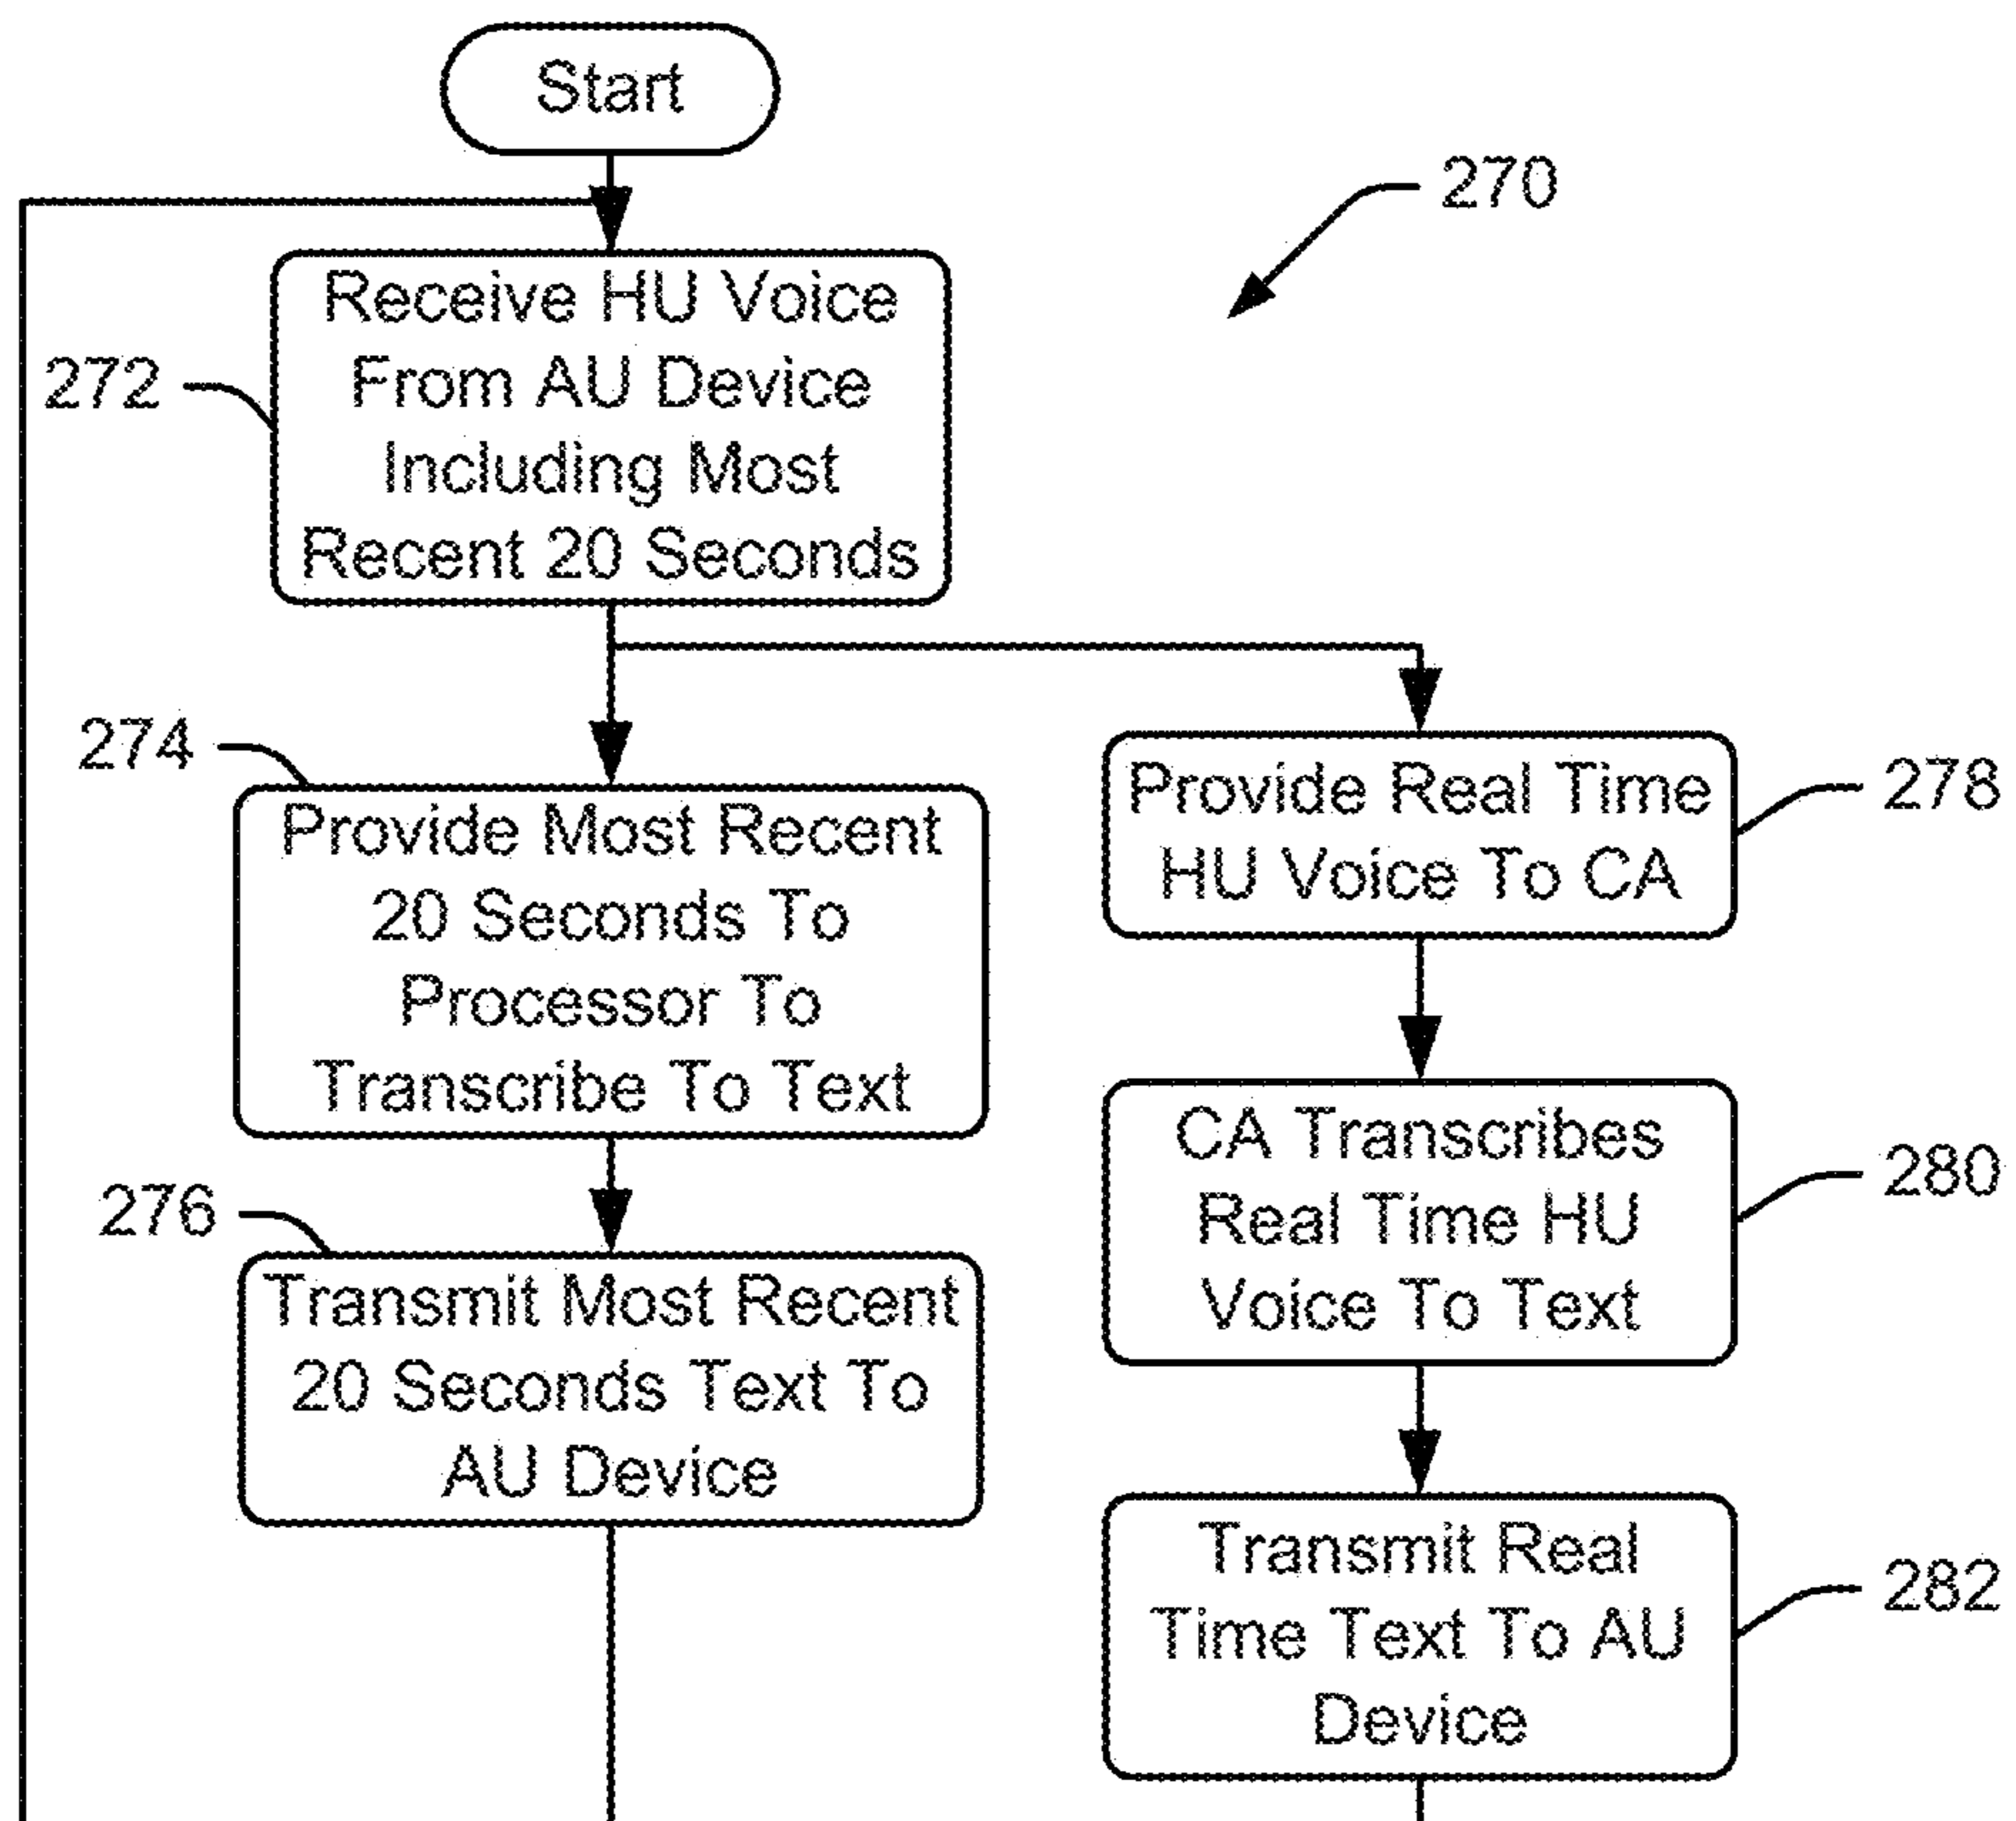 Start
270
Receive HU Voice
From AU Device
Including Most
Recent 20 Seconds
272
274
Provide Most Recent
20 Seconds To
Processor To
Transcribe To Text
276
Transmit Most Recent
20 Seconds Text To
AU Device
Provide Real Time
HU Voice To CA
278
CA Transcribes
Real Time HU
Voice To Text
280
Transmit Real
Time Text To AU
Device
282